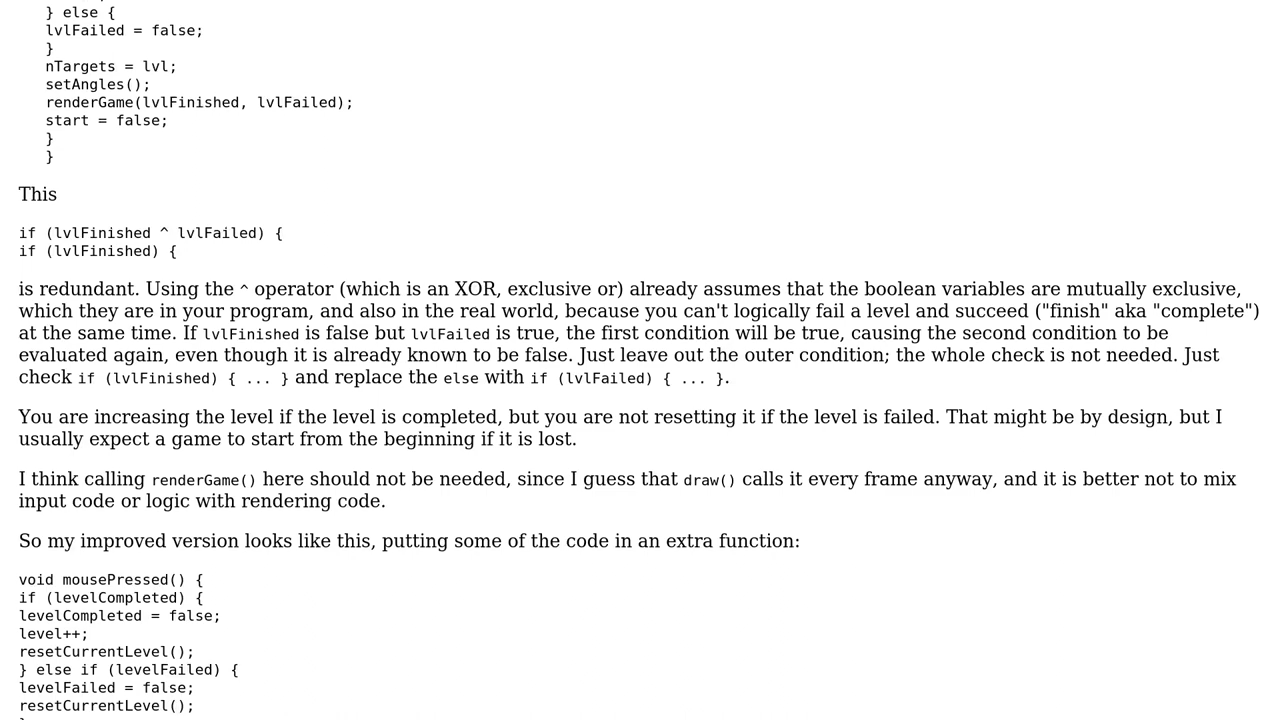 } else {
lvlFailed = false;
}
nTargets = lvl;
setAngles();
renderGame(lvlFinished, lvlFailed);
start = false;
}
}
This
if (lvlFinished ^ lvlFailed) {
if (lvlFinished) {
is redundant. Using the ^ operator (which is an XOR, exclusive or) already assumes that the boolean variables are mutually exclusive,
which they are in your program, and also in the real world, because you can't logically fail a level and succeed ("finish" aka "complete")
at the same time. If lvlFinished is false but lvlFailed is true, the first condition will be true, causing the second condition to be
evaluated again, even though it is already known to be false. Just leave out the outer condition; the whole check is not needed. Just
check if (lvlFinished) { ... } and replace the else with if (lvlFailed) { ... }.
You are increasing the level if the level is completed, but you are not resetting it if the level is failed. That might be by design, but I
usually expect a game to start from the beginning if it is lost.
I think calling renderGame() here should not be needed, since I guess that draw() calls it every frame anyway, and it is better not to mix
input code or logic with rendering code.
So my improved version looks like this, putting some of the code in an extra function:
void mousePressed() {
if (levelCompleted) {
levelCompleted = false;
level++;
resetCurrentLevel();
} else if (levelFailed) {
levelFailed = false;
resetCurrentLevel();